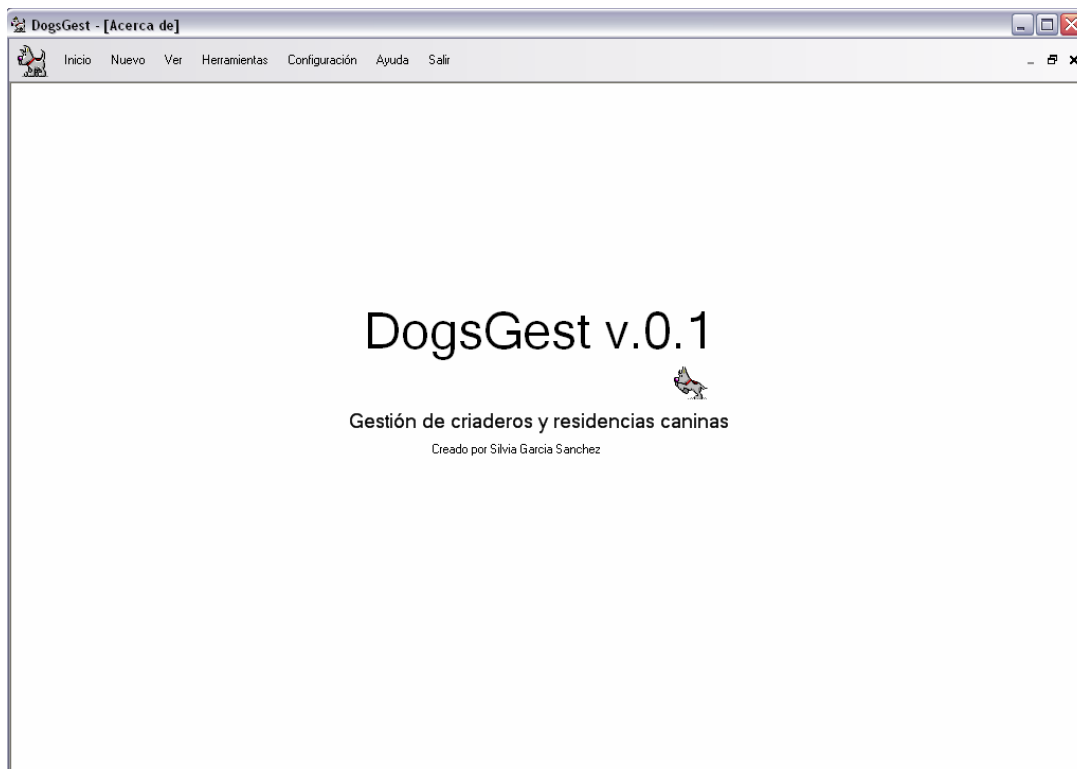 DogsGest - [Acerca de]
Inicio Nuevo Ver Herramientas Configuración Ayuda Salir
DogsGest v.0.1
Gestión de criaderos y residencias caninas
Creado por Silvia Garcia Sanchez